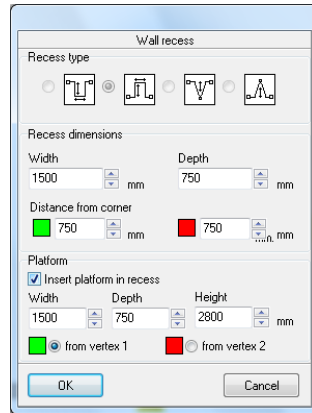 Wall recess
Recess type
Recess dimensions
Width Depth
1500 mm 750 mm
Distance from corner
750 mm 750 min. mm
Platform
Insert platform in recess
Width Depth Height
1500 750 2800 mm
from vertex 1 from vertex 2
OK Cancel